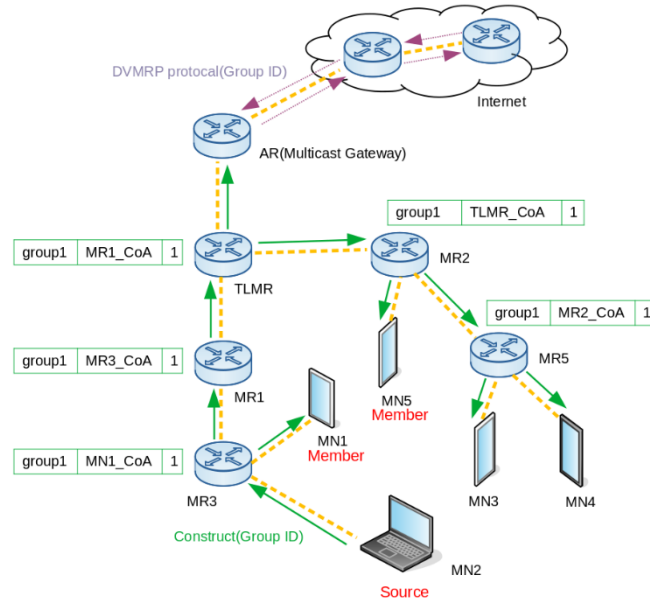 DVMRP protocal(Group ID)
Internet
AR(Multicast Gateway)
group1 TLMR_CoA 1
group1 MR1_CoA 1
MR2
TLMR
group1 MR2_CoA 1
group1 MR3_CoA 1
MR1
MR5
MN5
Member
MN1
Member
group1 MN1_CoA 1
MR3
MN3
MN4
Construct(Group ID)
MN2
Source